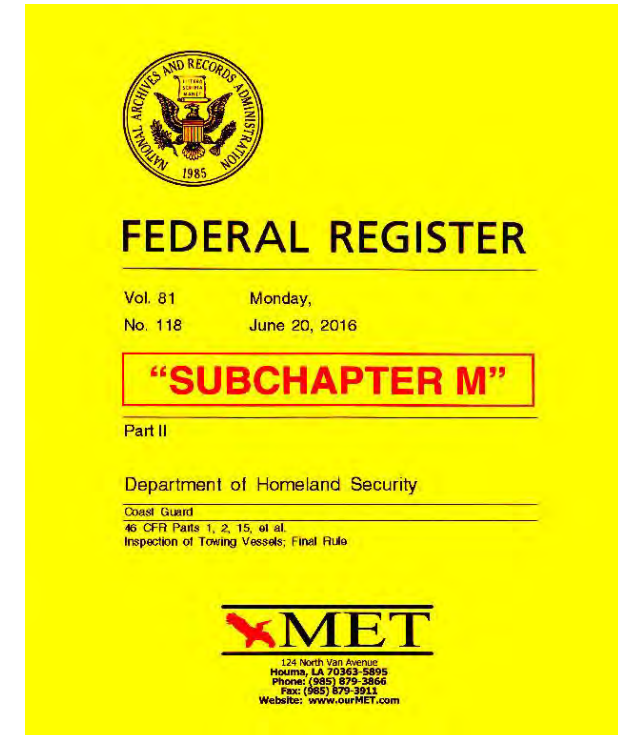 NATIONAL ARCHIVES AND RECORDS ADMINISTRATION
LITTERA
SCRIPTA
MANET
1985
FEDERAL REGISTER
Vol. 81 Monday,
No. 118 June 20, 2016
“SUBCHAPTER M”
Part II
Department of Homeland Security
Coast Guard
46 CFR Parts 1, 2, 15, et al.
Inspection of Towing Vessels; Final Rule
MET
124 North Van Avenue
Houma, LA 70363-5895
Phone: (985) 879-3866
Fax: (985) 879-3911
Website: www.ourMET.com